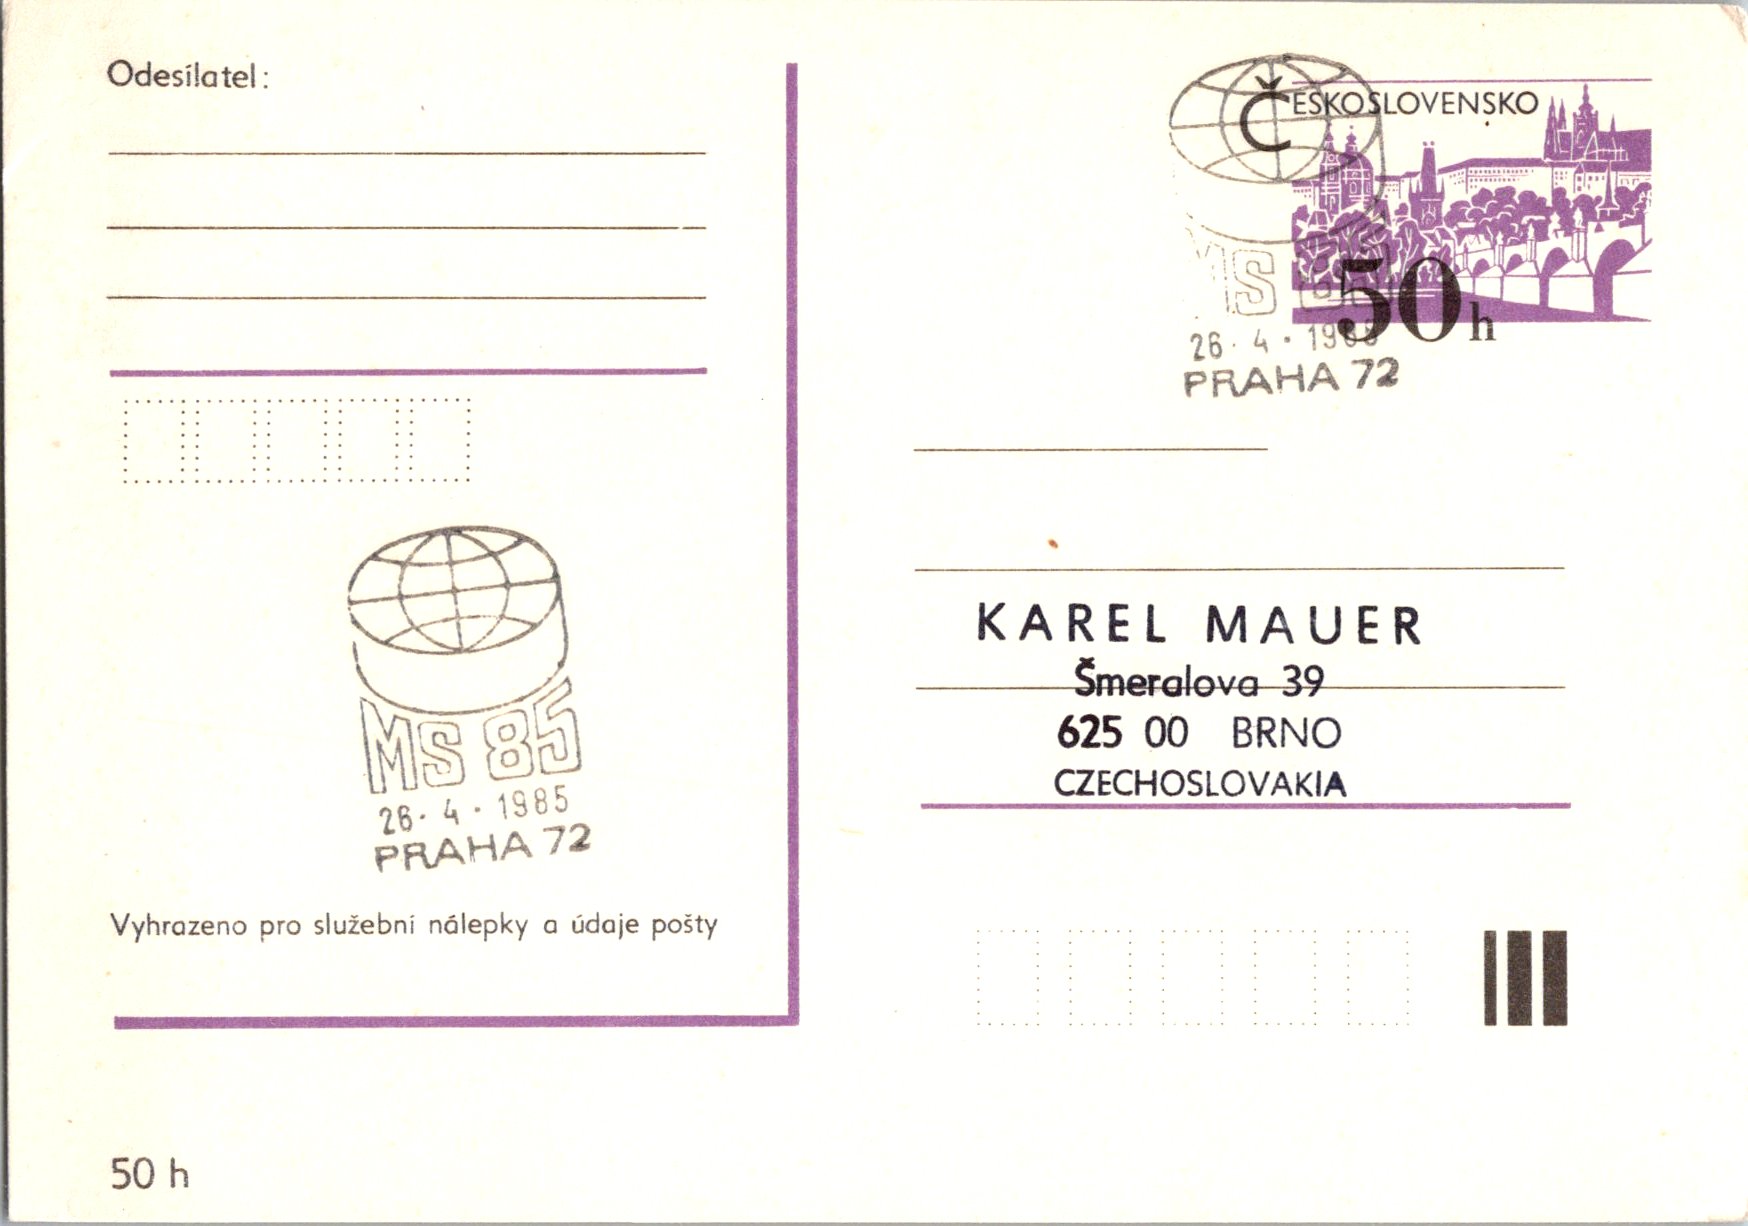 Odesílatel:
MS 85
26. 4. 1985
PRAHA 72
Vyhrazeno pro služební nálepky a údaje pošty
50 h
ČESKOSLOVENSKO
50 h
MS 85
26. 4. 1985
PRAHA 72
KAREL MAUER
Šmeralova 39
625 00 BRNO
CZECHOSLOVAKIA